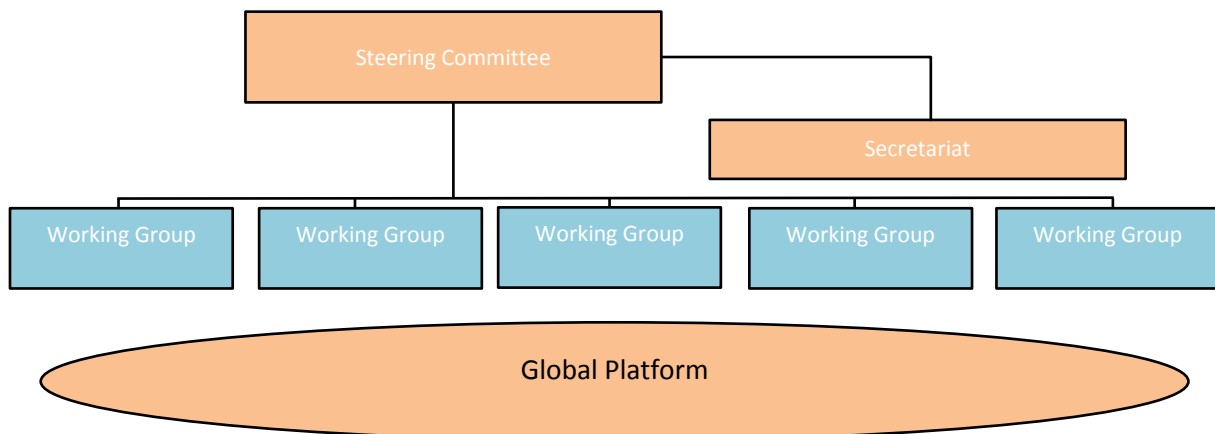 Steering Committee
Secretariat
Working Group
Working Group
Working Group
Working Group
Working Group
Global Platform